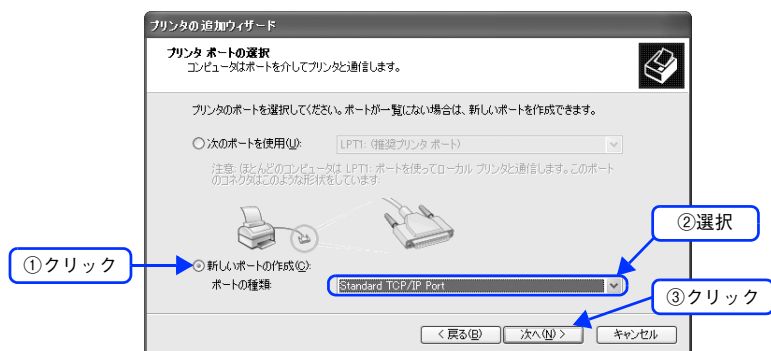 プリンタの追加ウィザード
プリンタ ポートの選択
コンピュータはポートを介してプリンタと通信します。
プリンタのポートを選択してください。ポートが一覧にない場合は、新しいポートを作成できます。
次のポートを使用(U):
LPT1: (推奨プリンタ ポート)
注意: ほとんどのコンピュータは LPT1: ポートを使ってローカル プリンタと通信します。このポート
のコネクタはこのような形状をしています:
②選択
①クリック
新しいポートの作成(C):
ポートの種類:
Standard TCP/IP Port
③クリック
< 戻る(B)
次へ(N) >
キャンセル